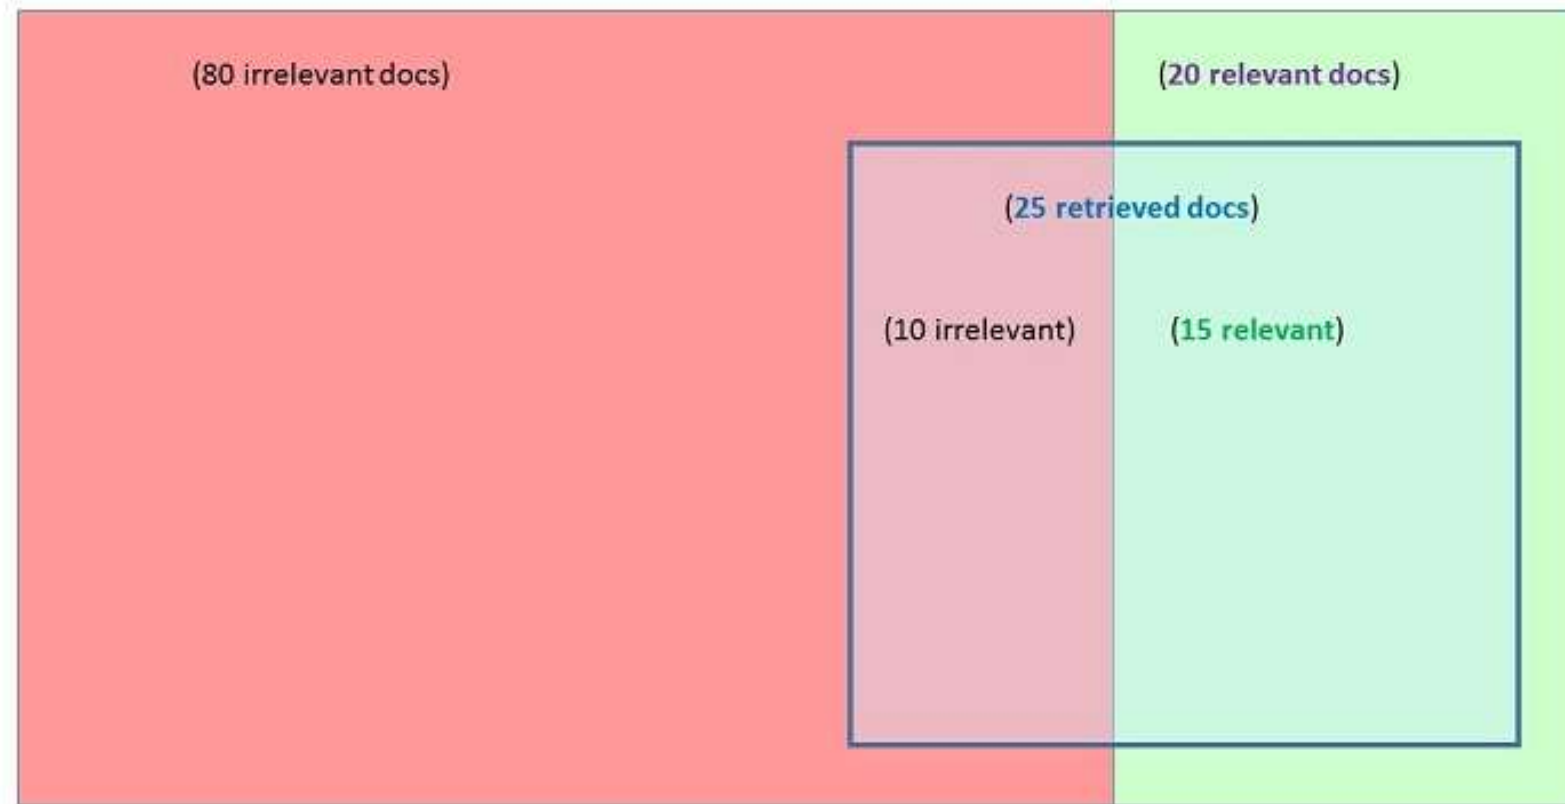 (80 irrelevant docs)
(20 relevant docs)
(25 retrieved docs)
(10 irrelevant)
(15 relevant)